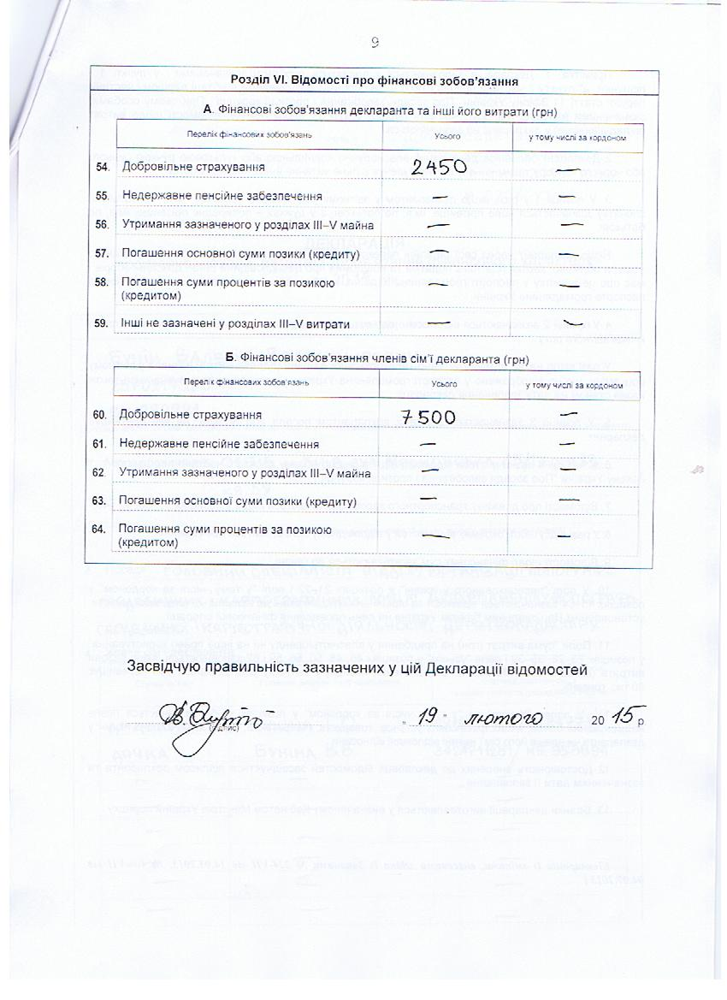 9
Розділ VI. Відомості про фінансові зобов'язання
А. Фінансові зобов'язання декларанта та інші його витрати (грн)
Перелік фінансових зобов'язань Усього у тому числі за кордоном
54. Добровільне страхування 2450 —
55. Недержавне пенсійне забезпечення — —
56. Утримання зазначеного у розділах III–V майна — —
57. Погашення основної суми позики (кредиту) — —
58. Погашення суми процентів за позикою — —
(кредитом)
59. Інші не зазначені у розділах III–V витрати — —
Б. Фінансові зобов'язання членів сім'ї декларанта (грн)
Перелік фінансових зобов'язань Усього у тому числі за кордоном
60. Добровільне страхування 7500 —
61. Недержавне пенсійне забезпечення — —
62 Утримання зазначеного у розділах III–V майна — —
63. Погашення основної суми позики (кредиту) — —
64. Погашення суми процентів за позикою — —
(кредитом)
Засвідчую правильність зазначених у цій Декларації відомостей
" 19 " лютого 20 15 р
(підпис)